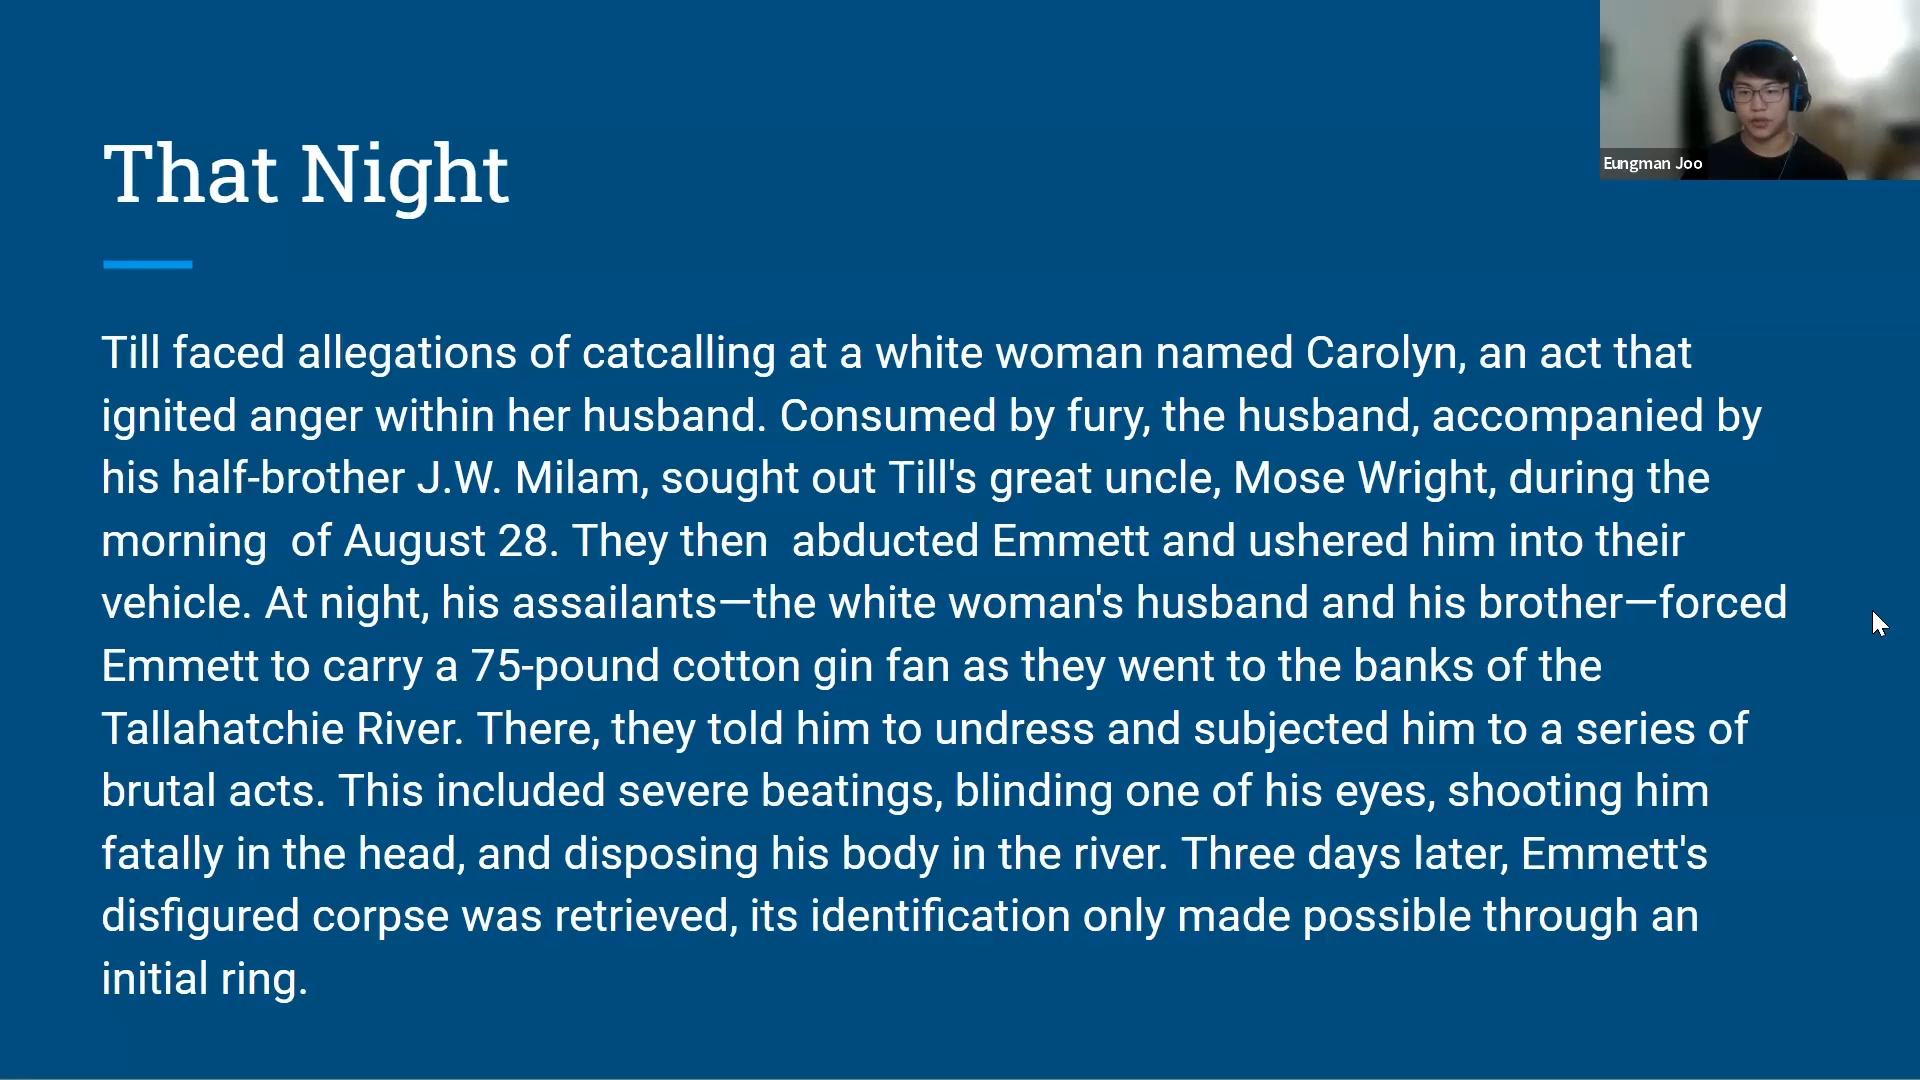 That Night
Eungman Joo
Till faced allegations of catcalling at a white woman named Carolyn, an act that
ignited anger within her husband. Consumed by fury, the husband, accompanied by
his half-brother J.W. Milam, sought out Till's great uncle, Mose Wright, during the
morning  of August 28. They then  abducted Emmett and ushered him into their
vehicle. At night, his assailants—the white woman's husband and his brother—forced
Emmett to carry a 75-pound cotton gin fan as they went to the banks of the
Tallahatchie River. There, they told him to undress and subjected him to a series of
brutal acts. This included severe beatings, blinding one of his eyes, shooting him
fatally in the head, and disposing his body in the river. Three days later, Emmett's
disfigured corpse was retrieved, its identification only made possible through an
initial ring.